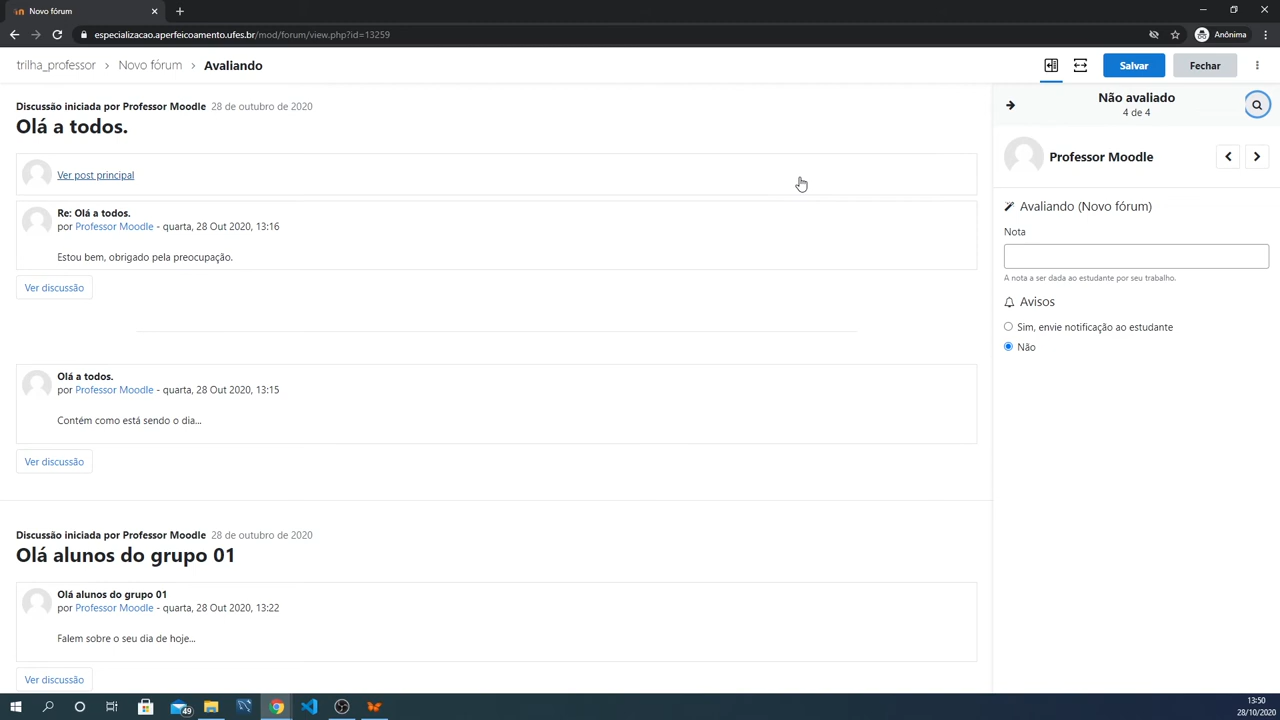 Novo fórum
especializacao.aperfeicoamento.ufes.br/mod/forum/view.php?id=13259
Anônima
trilha_professor > Novo fórum > Avaliando
Salvar
Fechar
Discussão iniciada por Professor Moodle 28 de outubro de 2020
Olá a todos.
Ver post principal
Re: Olá a todos.
por Professor Moodle - quarta, 28 Out 2020, 13:16
Estou bem, obrigado pela preocupação.
Ver discussão
Olá a todos.
por Professor Moodle - quarta, 28 Out 2020, 13:15
Contém como está sendo o dia...
Ver discussão
Discussão iniciada por Professor Moodle 28 de outubro de 2020
Olá alunos do grupo 01
Olá alunos do grupo 01
por Professor Moodle - quarta, 28 Out 2020, 13:22
Falem sobre o seu dia de hoje...
Ver discussão
Não avaliado
4 de 4
Professor Moodle
Avaliando (Novo fórum)
Nota
A nota a ser dada ao estudante por seu trabalho.
Avisos
Sim, envie notificação ao estudante
Não
49
13:50
28/10/2020